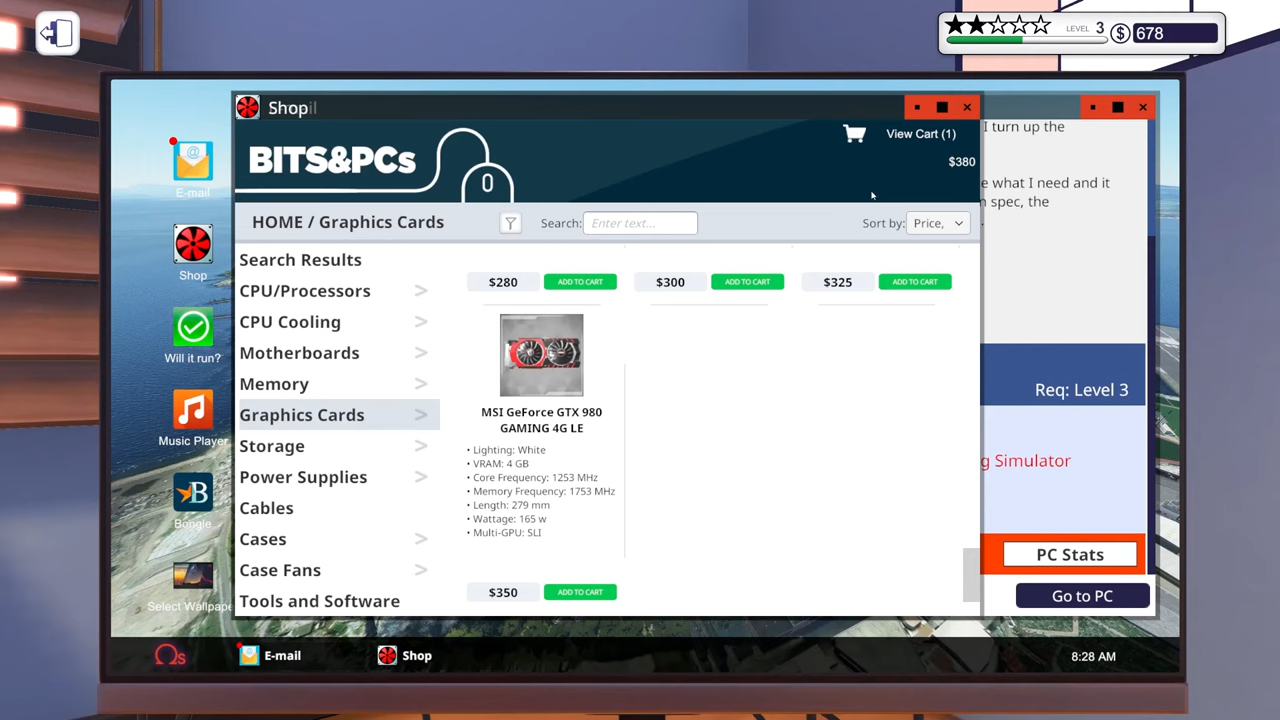 LEVEL 3
$ 678
Shop
View Cart (1)
$380
BITS&PCs
HOME / Graphics Cards
Search:
Enter text...
Sort by:
Price,
Search Results
CPU/Processors >
CPU Cooling >
Motherboards >
Memory >
Graphics Cards >
Storage >
Power Supplies >
Cables
Cases >
Case Fans >
Tools and Software
$280 ADD TO CART
$300 ADD TO CART
$325 ADD TO CART
MSI GeForce GTX 980
GAMING 4G LE
• Lighting: White
• VRAM: 4 GB
• Core Frequency: 1253 MHz
• Memory Frequency: 1753 MHz
• Length: 279 mm
• Wattage: 165 w
• Multi-GPU: SLI
$350 ADD TO CART
I turn up the
e what I need and it
spec, the
Req: Level 3
g Simulator
PC Stats
Go to PC
E-mail
Shop
Will it run?
Music Player
Bongle
Select Wallpape
Ωs
E-mail
Shop
8:28 AM